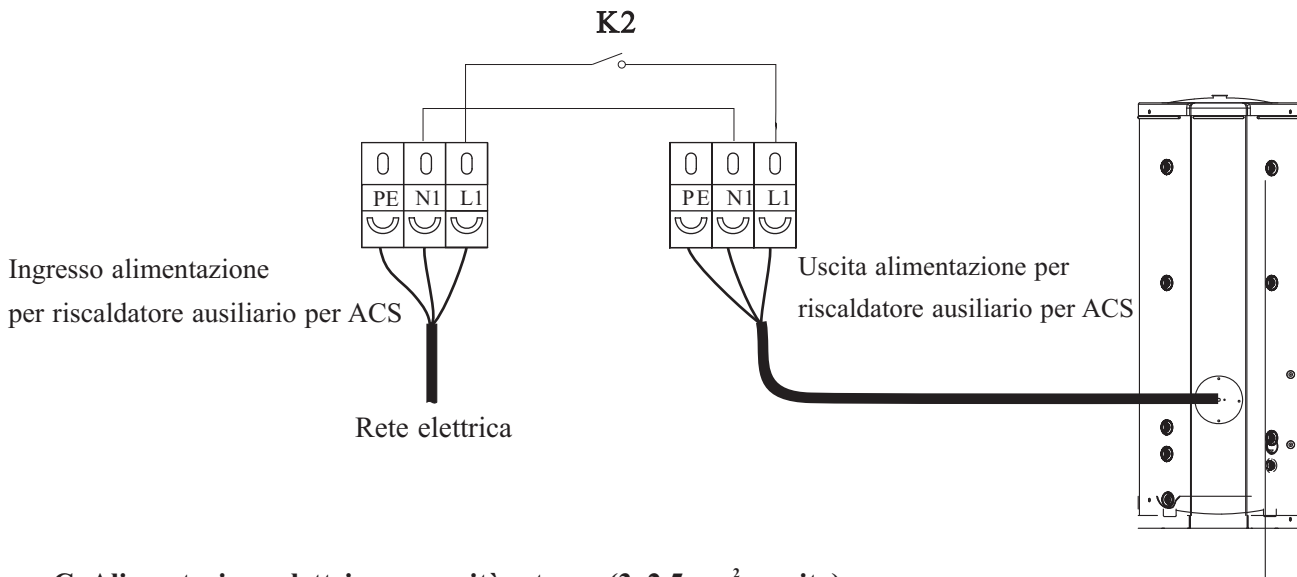 K2
PE N1 L1
PE N1 L1
Ingresso alimentazione
per riscaldatore ausiliario per ACS
Uscita alimentazione per
riscaldatore ausiliario per ACS
Rete elettrica